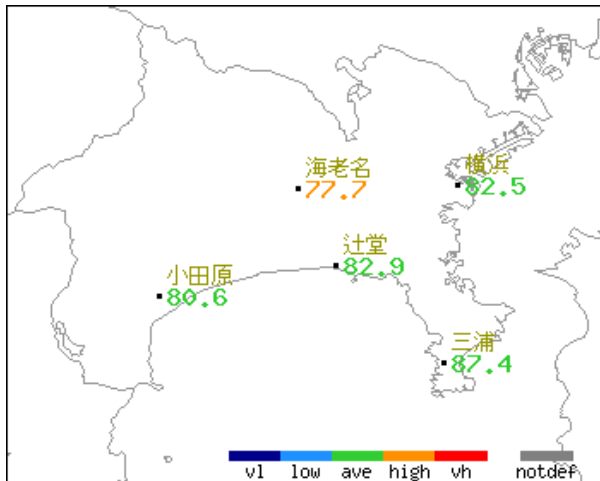 海老名
77.7
横浜
82.5
辻堂
82.9
小田原
80.6
三浦
87.4
vl low ave high vh notdef